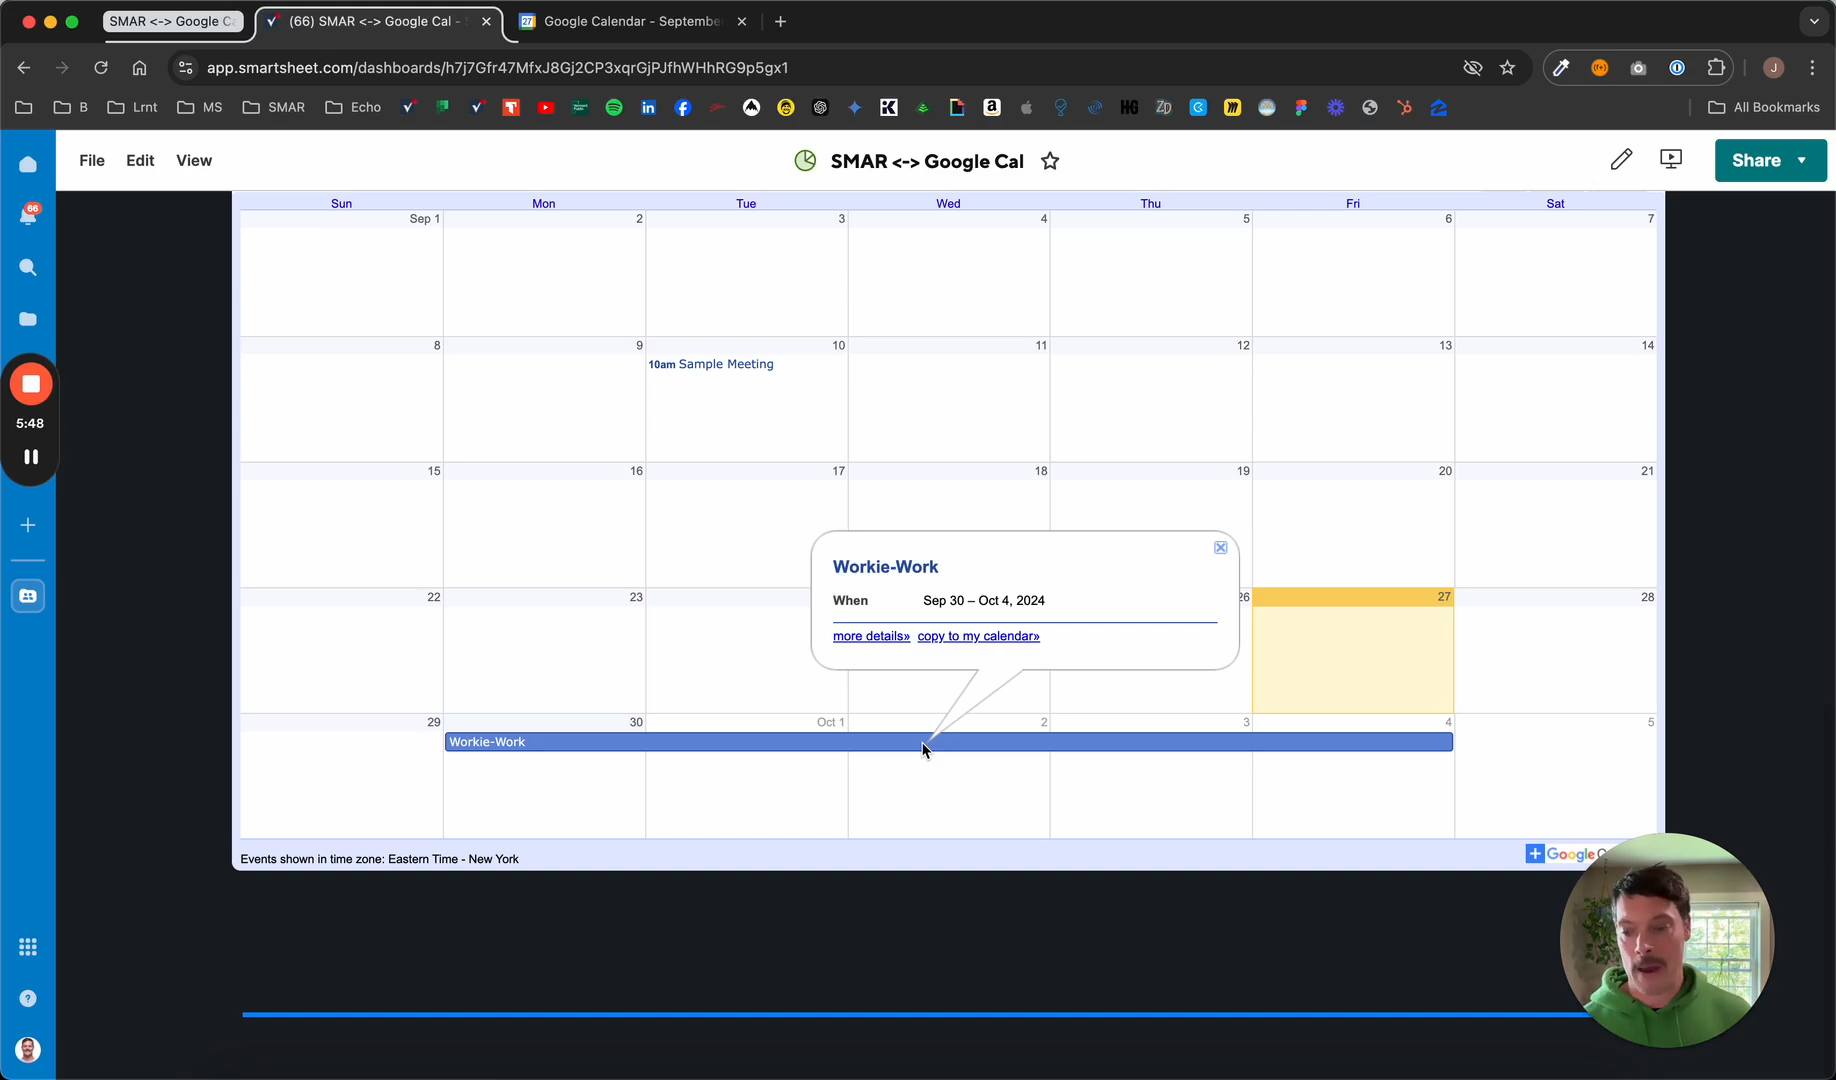 SMAR <-> Google C
(66) SMAR <-> Google Cal -
27
Google Calendar - Septembe
app.smartsheet.com/dashboards/h7j7Gfr47MfxJ8Gj2CP3xqrGjPJfhWHhRG9p5gx1
J
B
Lrnt
MS
SMAR
Echo
HG
All Bookmarks
File
Edit
View
SMAR <-> Google Cal
Share
66
5:48
Sun
Mon
Tue
Wed
Thu
Fri
Sat
Sep 1
2
3
4
5
6
7
8
9
10
11
12
13
14
10am Sample Meeting
15
16
17
18
19
20
21
22
23
26
27
28
Workie-Work
When
Sep 30 – Oct 4, 2024
more details»
copy to my calendar»
29
30
Oct 1
2
3
4
5
Workie-Work
Events shown in time zone: Eastern Time - New York
Google